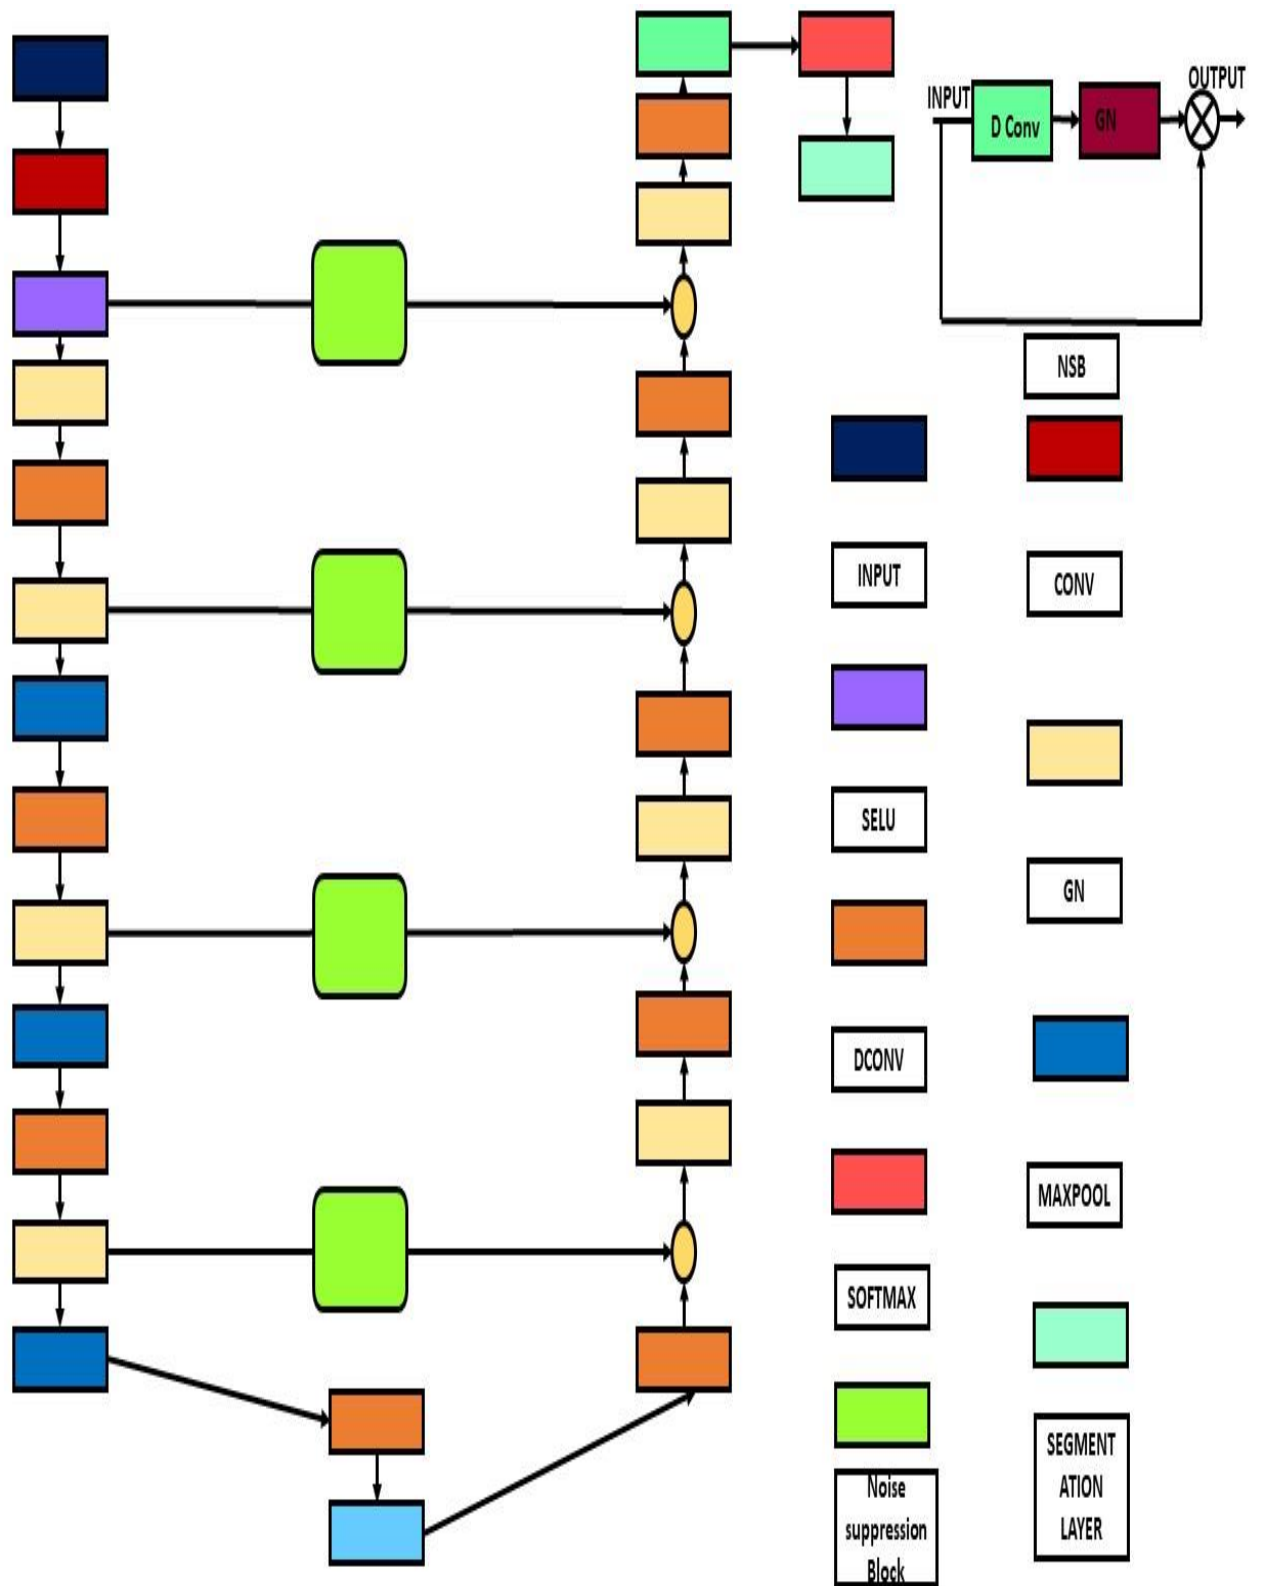 INPUT
D Conv
GN
OUTPUT
NSB
INPUT
CONV
SELU
GN
DCONV
MAXPOOL
SOFTMAX
SEGMENT
ATION
LAYER
Noise
suppression
Block